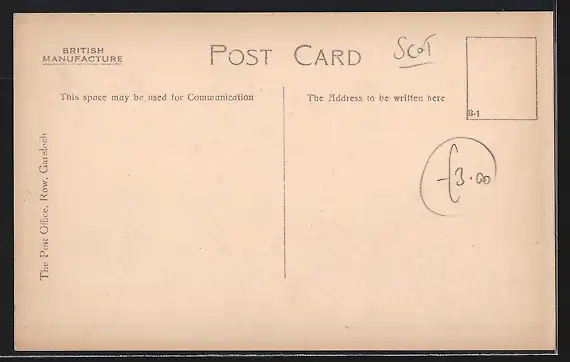 BRITISH
MANUFACTURE
POST CARD
SCOT
This space may be used for Communication
The Address to be written here
8-1
£3.00
The Post Office, Row, Gareloch